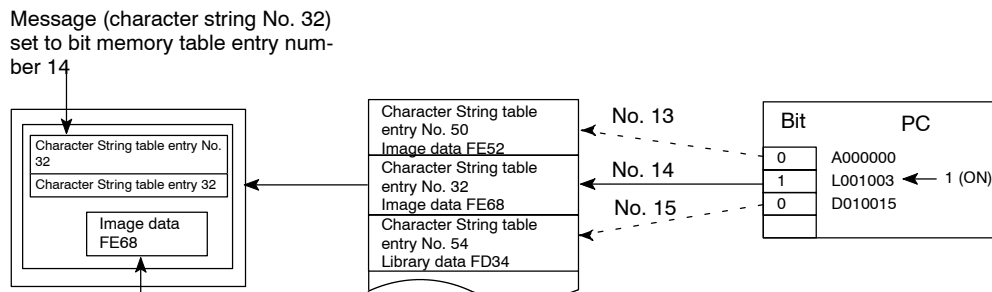 Message (character string No. 32)
set to bit memory table entry num-
ber 14
Character String table entry No.
32
Character String table entry 32
Image data
FE68
Character String table
entry No. 50
Image data FE52
Character String table
entry No. 32
Image data FE68
Character String table
entry No. 54
Library data FD34
No. 13
No. 14
No. 15
Bit PC
0 A000000
1 L001003 1 (ON)
0 D010015